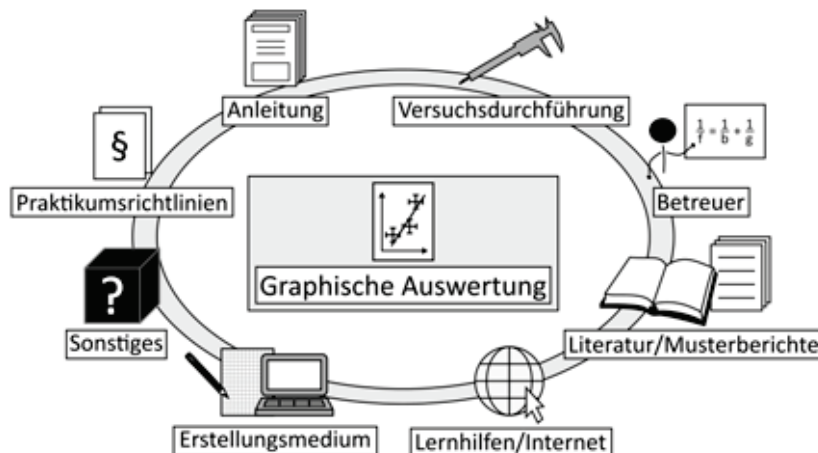 Anleitung
Versuchsdurchführung
1/f = 1/b + 1/g
§
Praktikumsrichtlinien
Betreuer
Graphische Auswertung
?
Sonstiges
Literatur/Musterberichte
Erstellungsmedium
Lernhilfen/Internet